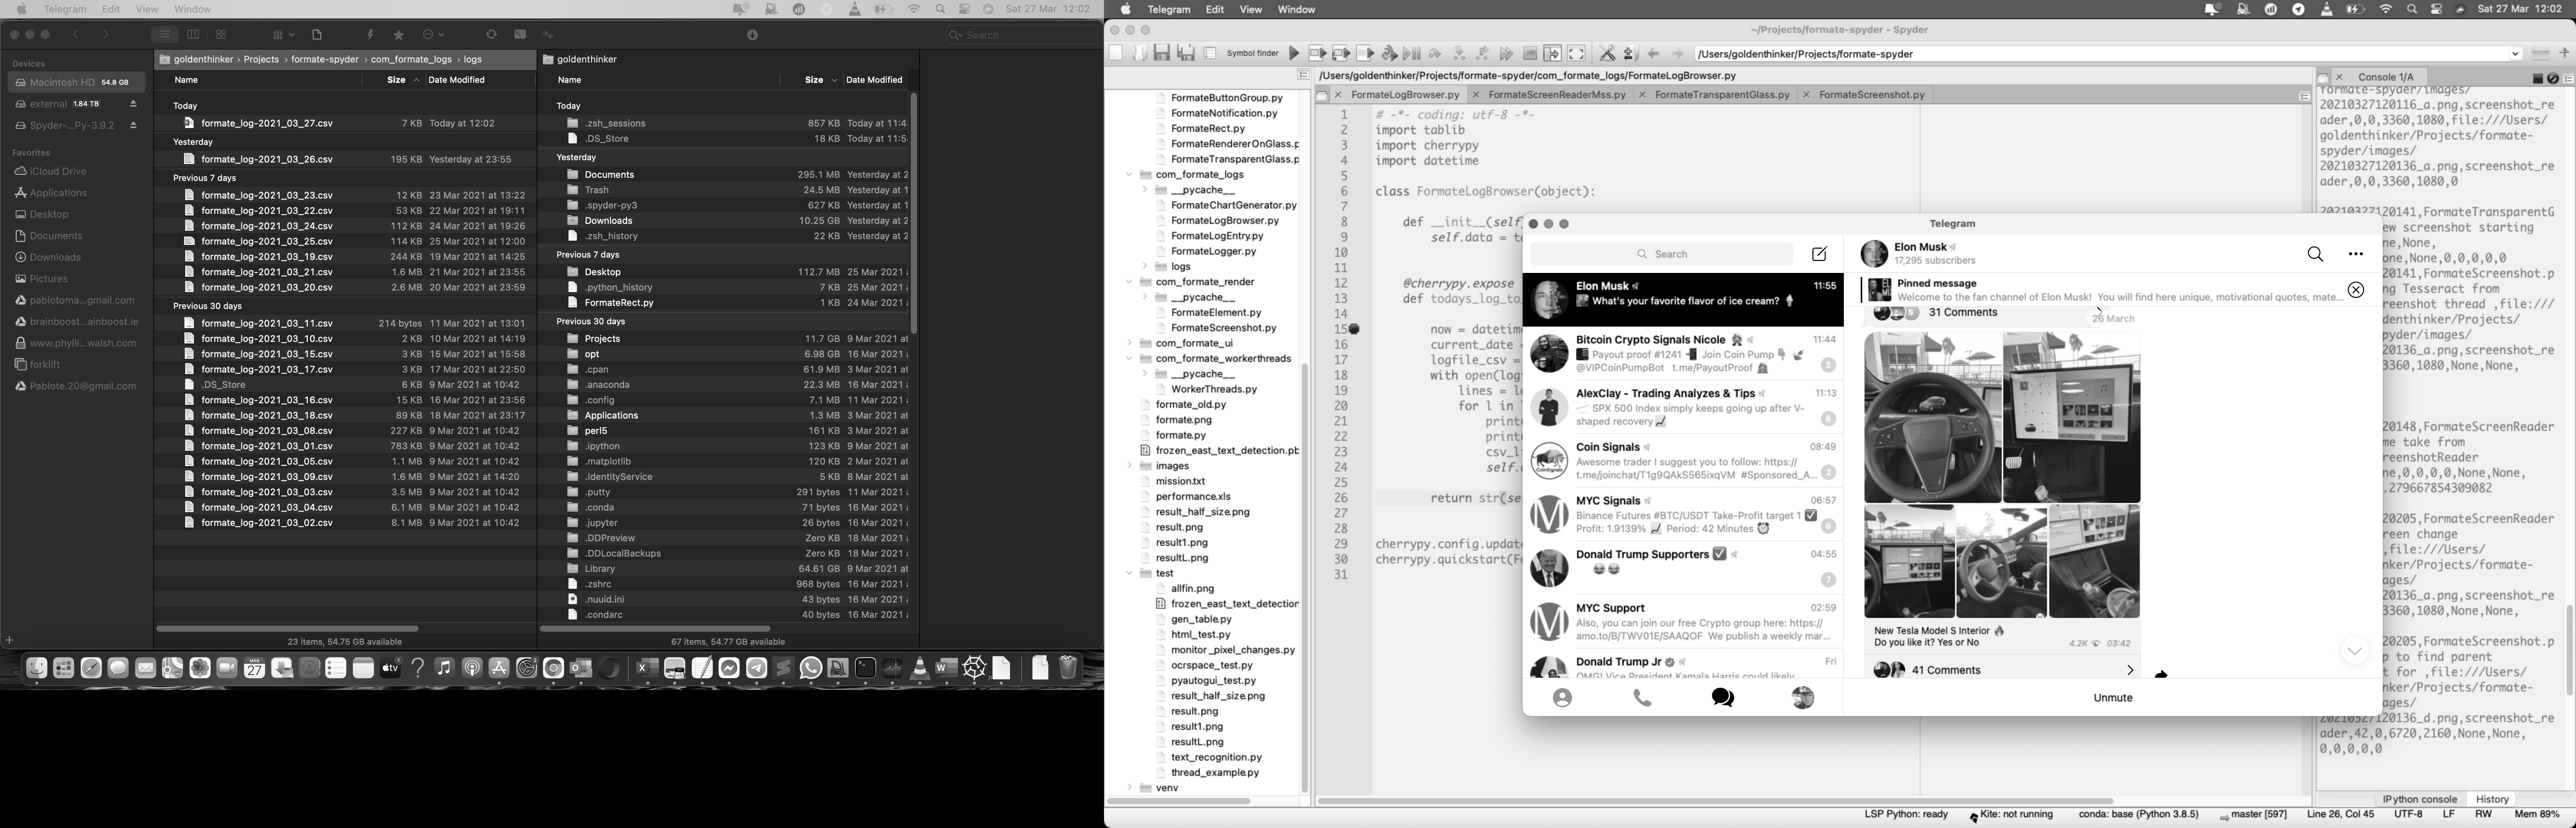 Telegram Edit View Window
Sat 27 Mar 12:02
Search
Devices
Macintosh HD 54.8 GB
external 1.84 TB
Spyder-...Py-3.9.2
Favorites
iCloud Drive
Applications
Desktop
Documents
Downloads
Pictures
pablotoma...gmail.com
brainboost...ainboost.ie
www.phylli...walsh.com
forklift
Pablote.20@gmail.com
goldenthinker › Projects › formate-spyder › com_formate_logs › logs
Name Size Date Modified
Today
formate_log-2021_03_27.csv 7 KB Today at 12:02
Yesterday
formate_log-2021_03_26.csv 195 KB Yesterday at 23:55
Previous 7 days
formate_log-2021_03_23.csv 12 KB 23 Mar 2021 at 13:22
formate_log-2021_03_22.csv 53 KB 22 Mar 2021 at 19:11
formate_log-2021_03_24.csv 112 KB 24 Mar 2021 at 19:26
formate_log-2021_03_25.csv 114 KB 25 Mar 2021 at 12:00
formate_log-2021_03_19.csv 244 KB 19 Mar 2021 at 14:25
formate_log-2021_03_21.csv 1.6 MB 21 Mar 2021 at 23:55
formate_log-2021_03_20.csv 2.6 MB 20 Mar 2021 at 23:59
Previous 30 days
formate_log-2021_03_11.csv 214 bytes 11 Mar 2021 at 13:01
formate_log-2021_03_10.csv 2 KB 10 Mar 2021 at 14:19
formate_log-2021_03_15.csv 3 KB 15 Mar 2021 at 15:58
formate_log-2021_03_17.csv 3 KB 17 Mar 2021 at 22:50
.DS_Store 6 KB 9 Mar 2021 at 10:42
formate_log-2021_03_16.csv 15 KB 16 Mar 2021 at 23:56
formate_log-2021_03_18.csv 89 KB 18 Mar 2021 at 23:17
formate_log-2021_03_08.csv 227 KB 9 Mar 2021 at 10:42
formate_log-2021_03_01.csv 783 KB 9 Mar 2021 at 10:42
formate_log-2021_03_05.csv 1.1 MB 9 Mar 2021 at 10:42
formate_log-2021_03_09.csv 1.6 MB 9 Mar 2021 at 14:20
formate_log-2021_03_03.csv 3.5 MB 9 Mar 2021 at 10:42
formate_log-2021_03_04.csv 6.1 MB 9 Mar 2021 at 10:42
formate_log-2021_03_02.csv 8.1 MB 9 Mar 2021 at 10:42
23 items, 54.75 GB available
goldenthinker
Name Size Date Modified
Today
.zsh_sessions 857 KB Today at 11:4
.DS_Store 18 KB Today at 11:5
Yesterday
Documents 295.1 MB Yesterday at 2
Trash 24.5 MB Yesterday at 1
.spyder-py3 627 KB Yesterday at 1
Downloads 10.25 GB Yesterday at 2
.zsh_history 22 KB Yesterday at 2
Previous 7 days
Desktop 112.7 MB 25 Mar 2021
.python_history 7 KB 25 Mar 2021
FormateRect.py 1 KB 24 Mar 2021
Previous 30 days
Projects 11.7 GB 9 Mar 2021 at
opt 6.98 GB 16 Mar 2021
.cpan 61.9 MB 3 Mar 2021 at
.anaconda 22.3 MB 16 Mar 2021
.config 7.1 MB 11 Mar 2021
Applications 1.3 MB 3 Mar 2021 at
perl5 161 KB 3 Mar 2021 at
.ipython 123 KB 9 Mar 2021 at
.matplotlib 120 KB 2 Mar 2021 at
.IdentityService 5 KB 8 Mar 2021 at
.putty 291 bytes 11 Mar 2021
.conda 71 bytes 16 Mar 2021
.jupyter 26 bytes 16 Mar 2021
.DDPreview Zero KB 18 Mar 2021
.DDLocalBackups Zero KB 18 Mar 2021
Library 64.61 GB 9 Mar 2021 at
.zshrc 968 bytes 16 Mar 2021
.nuuid.ini 43 bytes 16 Mar 2021
.condarc 40 bytes 16 Mar 2021
67 items, 54.77 GB available
Telegram Edit View Window
Sat 27 Mar 12:02
~/Projects/formate-spyder - Spyder
Symbol finder
/Users/goldenthinker/Projects/formate-spyder
/Users/goldenthinker/Projects/formate-spyder/com_formate_logs/FormateLogBrowser.py
FormateButtonGroup.py
FormateNotification.py
FormateRect.py
FormateRendererOnGlass.p
FormateTransparentGlass.p
com_formate_logs
__pycache__
FormateChartGenerator.py
FormateLogBrowser.py
FormateLogEntry.py
FormateLogger.py
logs
com_formate_render
__pycache__
FormateElement.py
FormateScreenshot.py
com_formate_ui
com_formate_workerthreads
__pycache__
WorkerThreads.py
formate_old.py
formate.png
formate.py
frozen_east_text_detection.pb
images
mission.txt
performance.xls
result_half_size.png
result.png
result1.png
resultL.png
test
allfin.png
frozen_east_text_detection
gen_table.py
html_test.py
monitor_pixel_changes.py
ocrspace_test.py
pyautogui_test.py
result_half_size.png
result.png
result1.png
resultL.png
text_recognition.py
thread_example.py
venv
FormateLogBrowser.py FormateScreenReaderMss.py FormateTransparentGlass.py FormateScreenshot.py
1 # -*- coding: utf-8 -*-
2 import tablib
3 import cherrypy
4 import datetime
5
6 class FormateLogBrowser(object):
7
8 def __init__(self
9 self.data = t
10
11
12 @cherrypy.expose
13 def todays_log_to
14
15 now = datetim
16 current_date =
17 logfile_csv =
18 with open(log
19 lines = l
20 for l in
21 print
22 print
23 csv_l
24 self.
25
26 return str(se
27
28
29 cherrypy.config.update
30 cherrypy.quickstart(F
31
Telegram
Search
Elon Musk 11:55
What's your favorite flavor of ice cream?
Bitcoin Crypto Signals Nicole 11:44
Payout proof #1241 Join Coin Pump
@VIPCoinPumpBot t.me/PayoutProof 3
AlexClay - Trading Analyzes & Tips 11:13
SPX 500 Index simply keeps going up after V-
shaped recovery 6
Coin Signals 08:49
Awesome trader I suggest you to follow: https://
t.me/joinchat/T1g9QAkS565ixqVM #Sponsored_A... 2
MYC Signals 06:57
Binance Futures #BTC/USDT Take-Profit target 1
Profit: 1.9139% Period: 42 Minutes 6
Donald Trump Supporters 04:55
7
MYC Support 02:59
Also, you can join our free Crypto group here: https://
amo.to/B/TWV01E/SAAQOF We publish a weekly mar...
Donald Trump Jr Fri
OMG! Vice President Kamala Harris could likely
Elon Musk
17,295 subscribers
Pinned message
Welcome to the fan channel of Elon Musk! You will find here unique, motivational quotes, mate...
31 Comments
26 March
New Tesla Model S Interior
Do you like it? Yes or No 4.2K 03:42
41 Comments
Unmute
Console 1/A
formate-spyder/images/
20210327120116_a.png,screenshot_re
ader,0,0,3360,1080,file:///Users/
goldenthinker/Projects/formate-
spyder/images/
20210327120136_a.png,screenshot_re
ader,0,0,3360,1080,0
20210327120141,FormateTransparentG
ew screenshot starting
one,None,
one,None,0,0,0,0,0
20141,FormateScreenshot.p
ng Tesseract from
eenshot thread ,file:///
inker/Projects/formate-
ages/
20136_a.png,screenshot_re
3360,1080,None,None,
20148,FormateScreenReader
me take from
reenshotReader
one,0,0,0,0,None,None,
.279667854309082
20205,FormateScreenReader
reen change
,file:///Users/
inker/Projects/formate-
ages/
20136_a.png,screenshot_re
3360,1080,None,None,
20205,FormateScreenshot.p
p to find parent
t for ,file:///Users/
inker/Projects/formate-
ages/
20210327120136_d.png,screenshot_re
ader,42,0,6720,2160,None,None,
0,0,0,0,0
IPython console History
LSP Python: ready Kite: not running conda: base (Python 3.8.5) master [597] Line 26, Col 45 UTF-8 LF RW Mem 89%